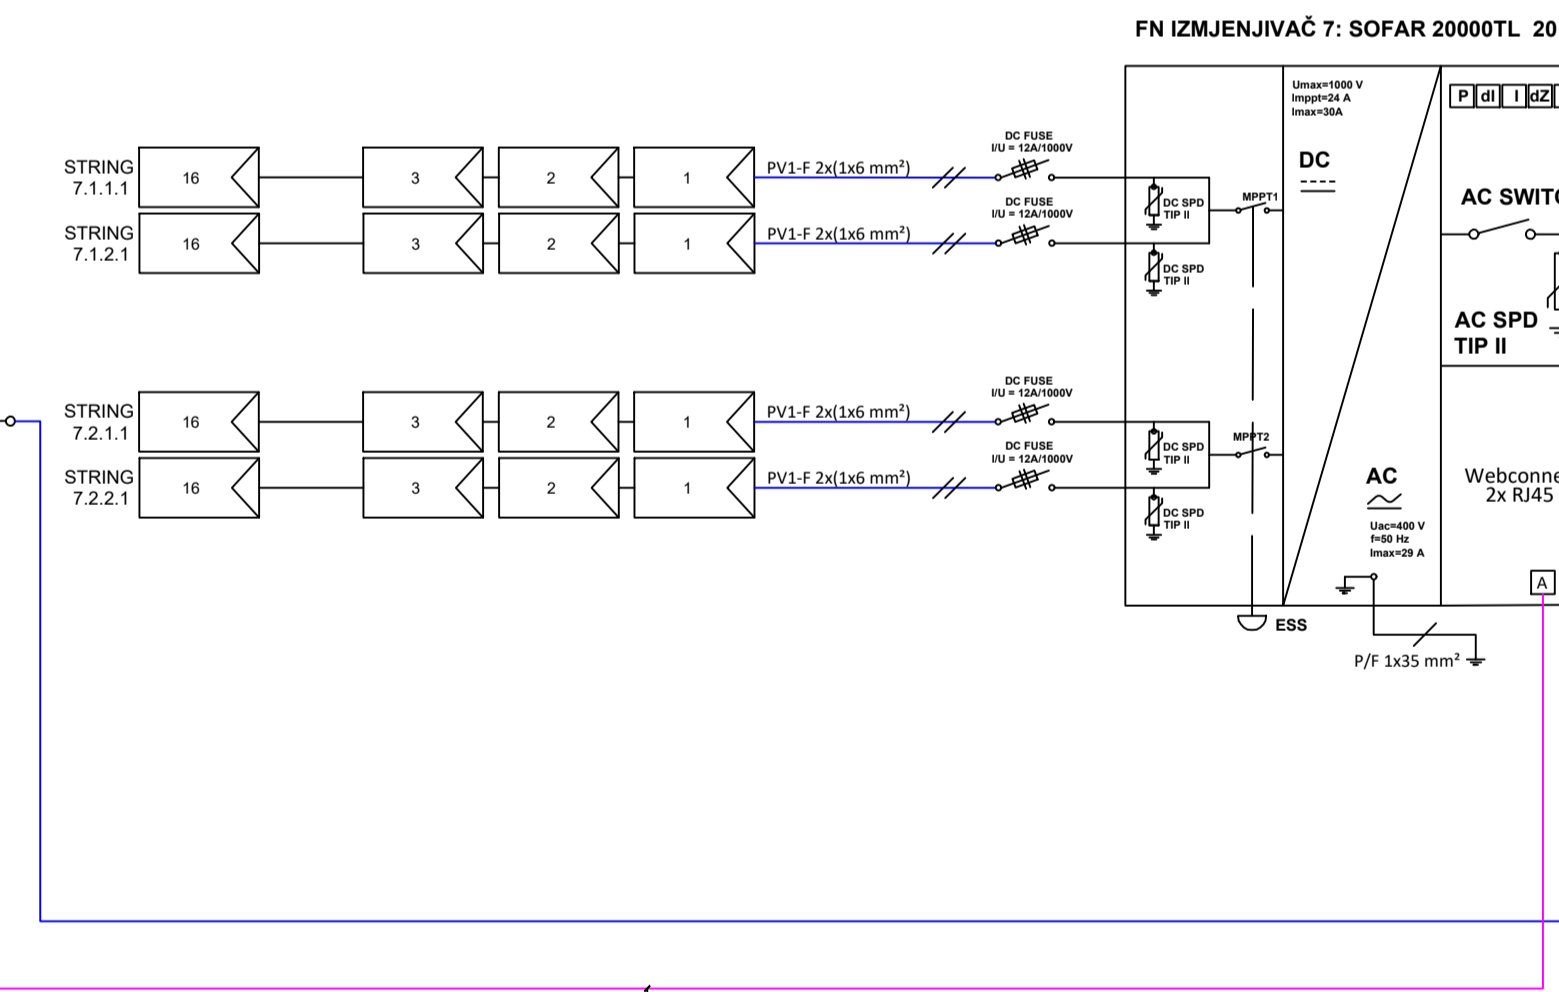 FN IZMJENJIVAČ 7: SOFAR 20000TL 20
STRING
7.1.1.1
16
3
2
1
PV1-F 2x(1x6 mm²)
DC FUSE
I/U = 12A/1000V
DC SPD
TIP II
STRING
7.1.2.1
16
3
2
1
PV1-F 2x(1x6 mm²)
DC FUSE
I/U = 12A/1000V
DC SPD
TIP II
MPPT1
STRING
7.2.1.1
16
3
2
1
PV1-F 2x(1x6 mm²)
DC FUSE
I/U = 12A/1000V
DC SPD
TIP II
STRING
7.2.2.1
16
3
2
1
PV1-F 2x(1x6 mm²)
DC FUSE
I/U = 12A/1000V
DC SPD
TIP II
MPPT2
ESS
Umax=1000 V
Imppt=24 A
Imax=30A
DC
AC
Uac=400 V
f=50 Hz
Imax=29 A
P/F 1x35 mm²
P dI I dZ
AC SWITC
AC SPD
TIP II
Webconne
2x RJ45
A